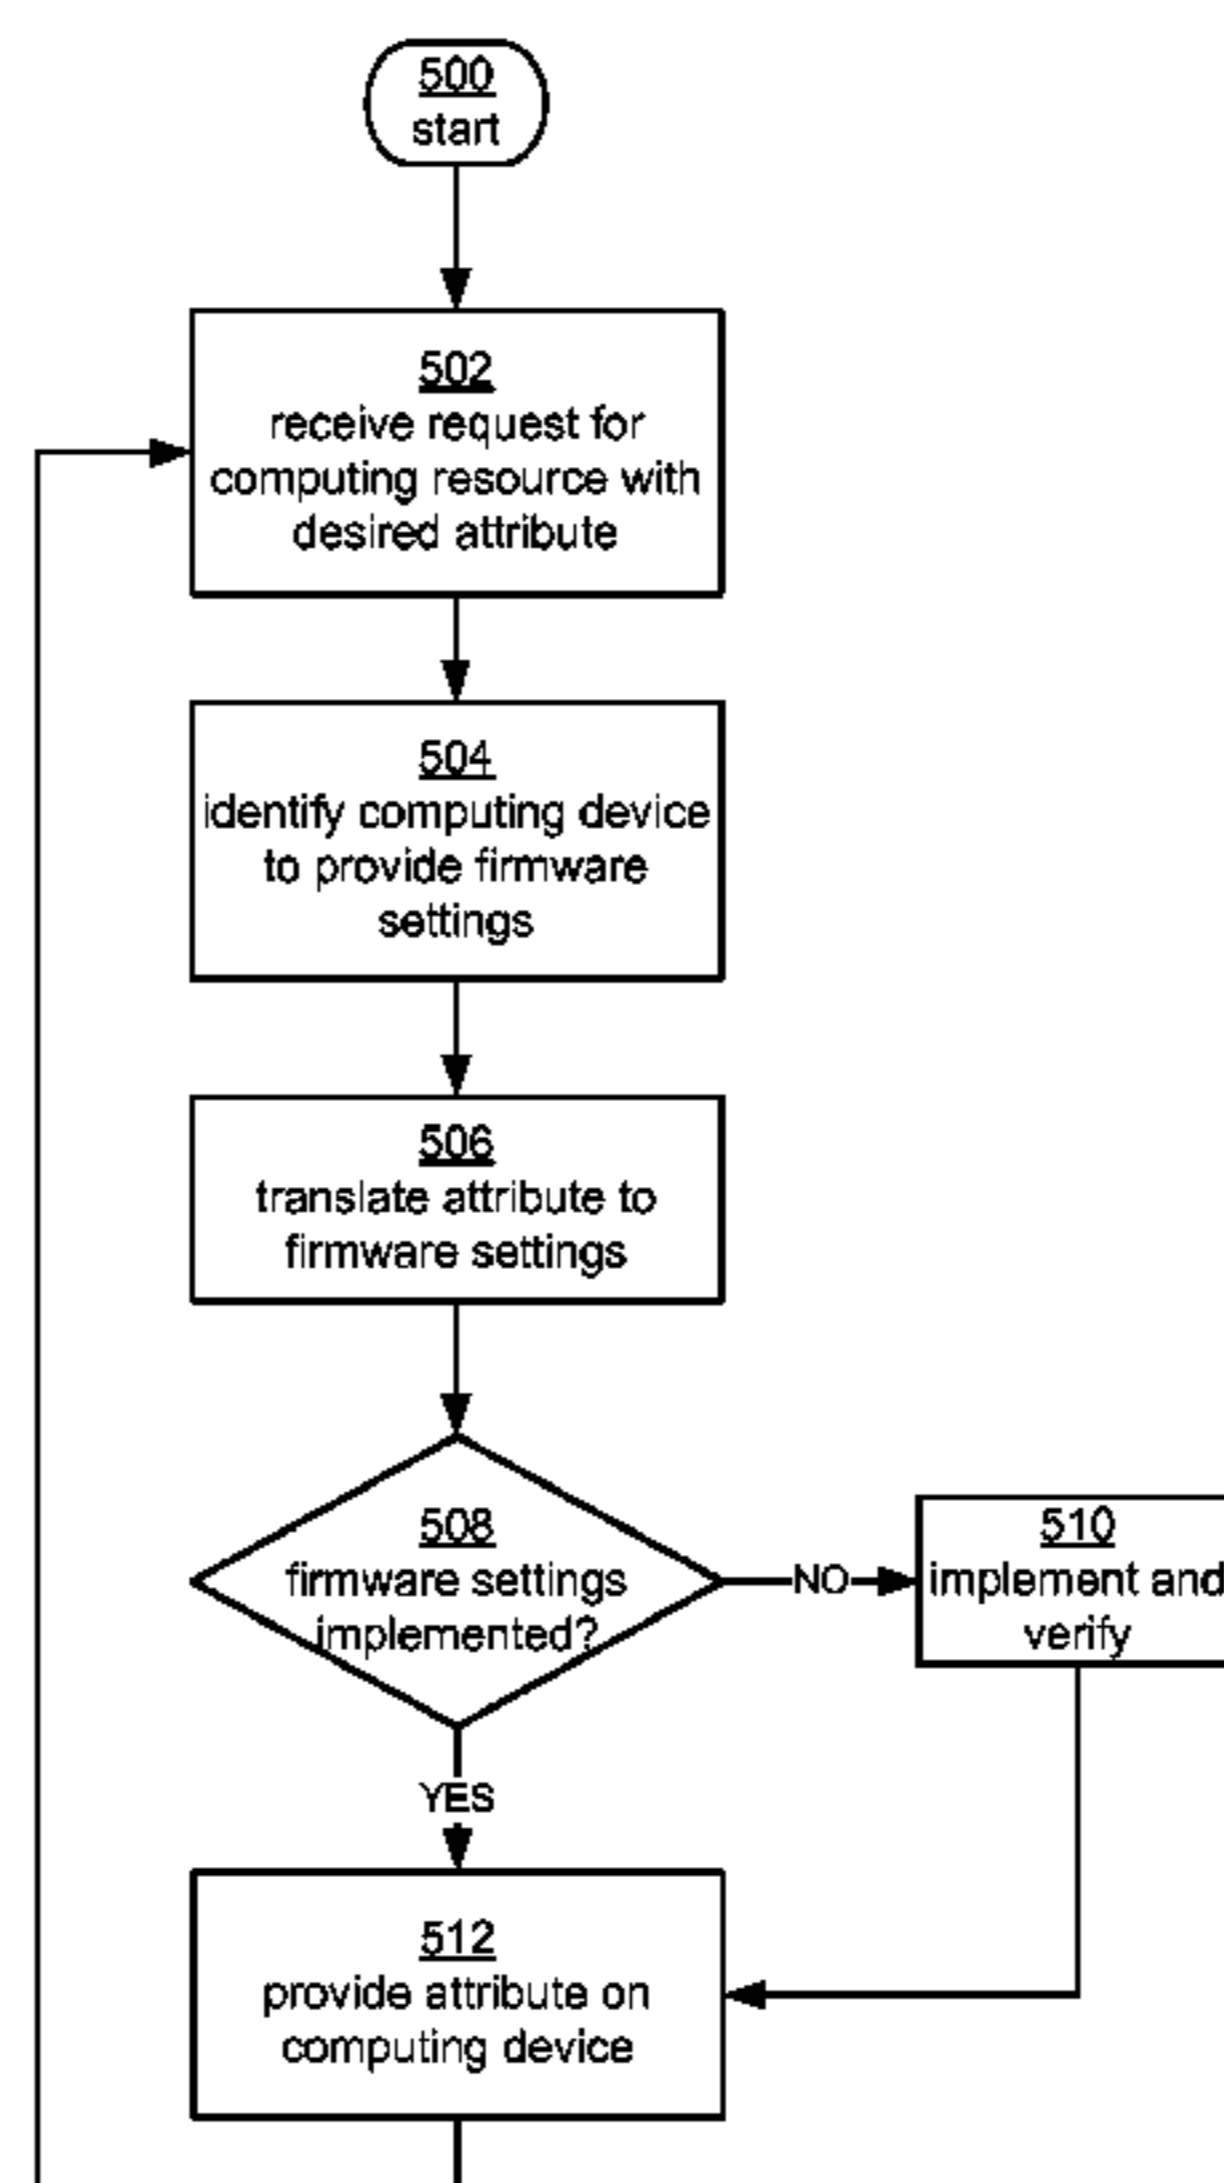 500
start
502
receive request for
computing resource with
desired attribute
504
identify computing device
to provide firmware
settings
506
translate attribute to
firmware settings
508
firmware settings
implemented?
NO
510
implement and
verify
YES
512
provide attribute on
computing device